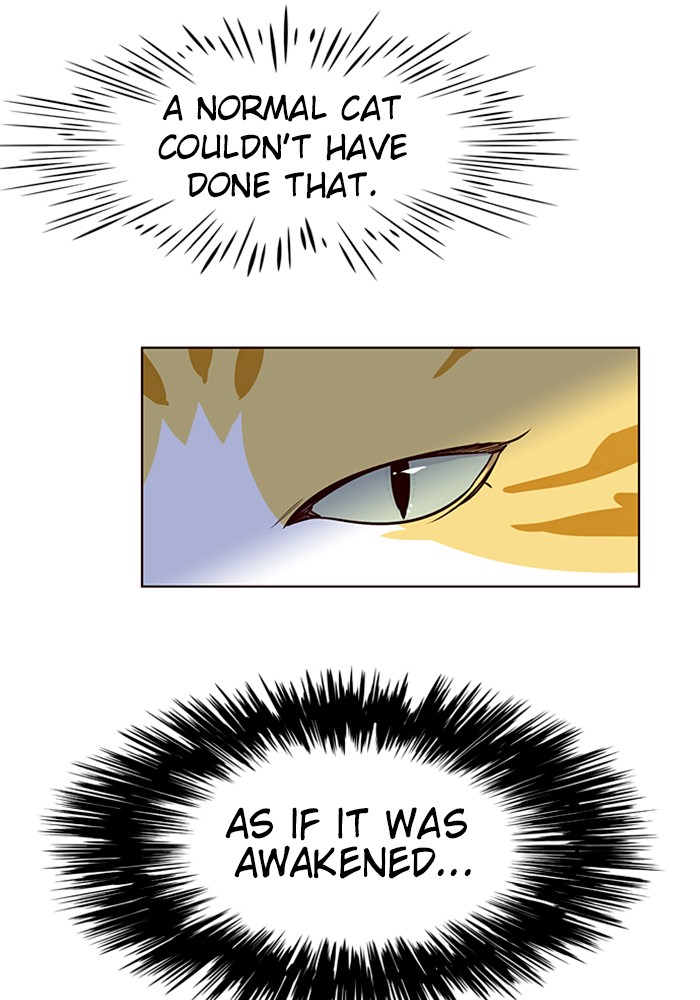 A NORMAL CAT
COULDN'T HAVE
DONE THAT.
AS IF IT WAS
AWAKENED...